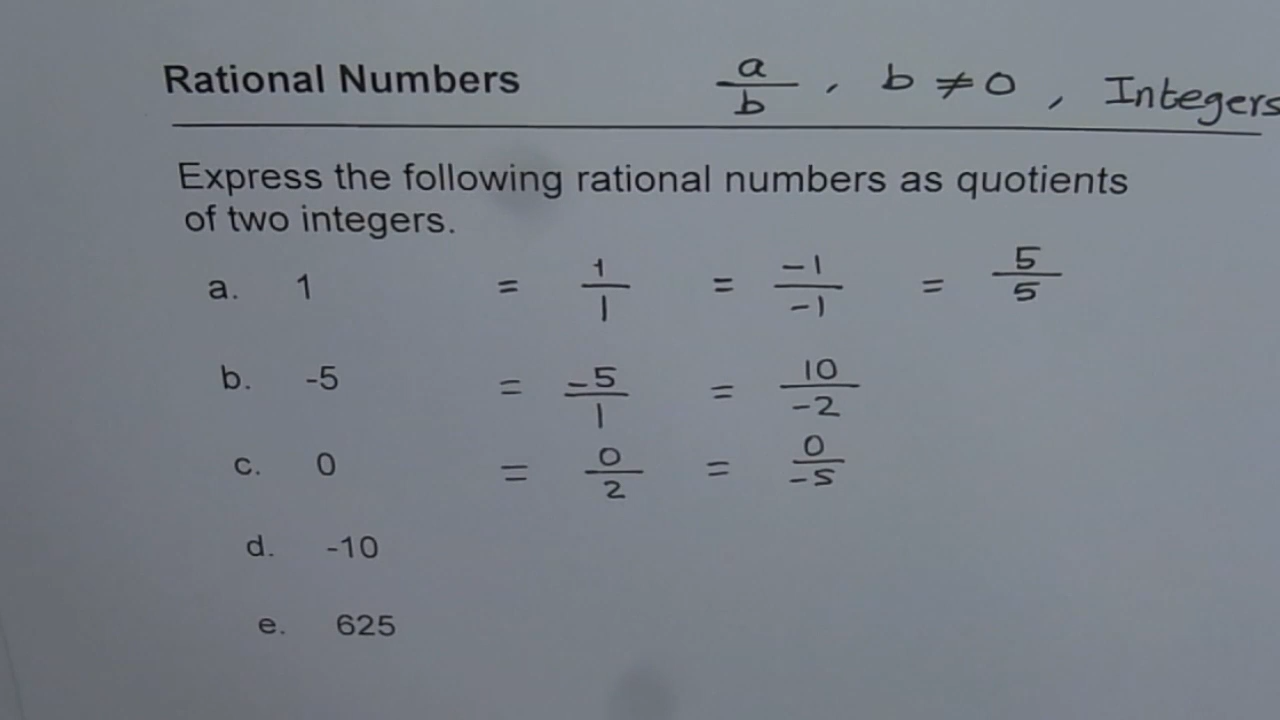 Rational Numbers a/b, b ≠ 0, Integers
Express the following rational numbers as quotients
of two integers.
a. 1 = 1/1 = -1/-1 = 5/5
b. -5 = -5/1 = 10/-2
c. 0 = 0/2 = 0/-5
d. -10
e. 625